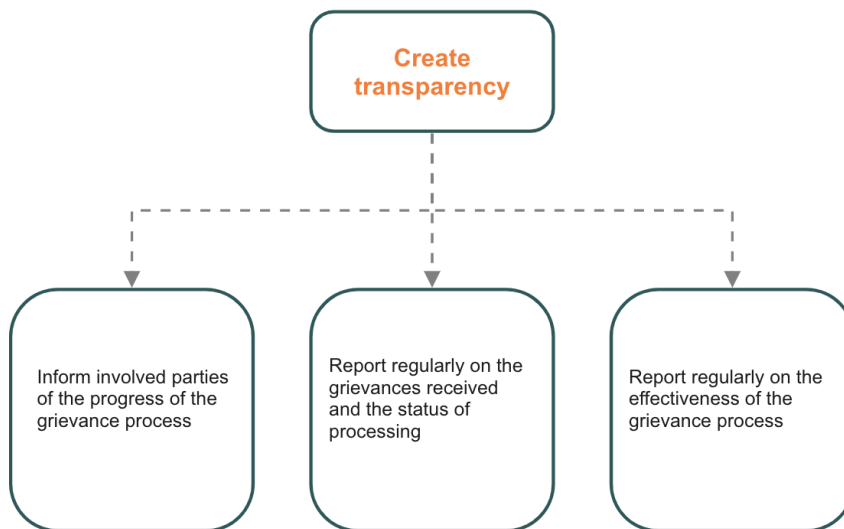 Create
transparency
Inform involved parties
of the progress of the
grievance process
Report regularly on the
grievances received
and the status of
processing
Report regularly on the
effectiveness of the
grievance process